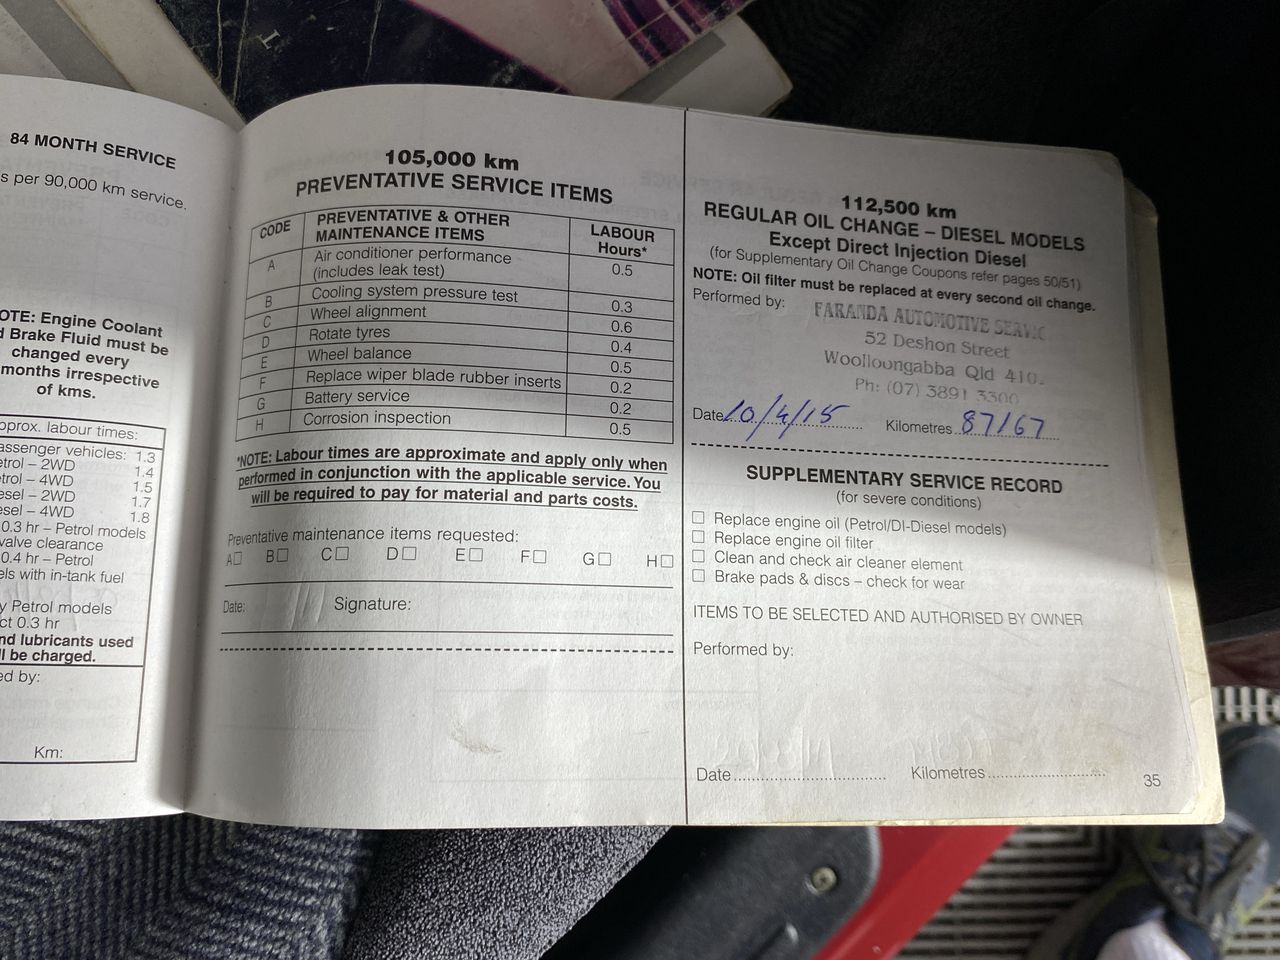 84 MONTH SERVICE
s per 90,000 km service.
OTE: Engine Coolant
d Brake Fluid must be
changed every
months irrespective
of kms.
pprox. labour times:
assenger vehicles: 1.3
etrol – 2WD 1.4
etrol – 4WD 1.5
esel – 2WD 1.7
esel – 4WD 1.8
0.3 hr – Petrol models
valve clearance
0.4 hr – Petrol
els with in-tank fuel
y Petrol models
ct 0.3 hr
nd lubricants used
ll be charged.
ed by:
Km:
105,000 km
PREVENTATIVE SERVICE ITEMS
CODE PREVENTATIVE & OTHER MAINTENANCE ITEMS LABOUR Hours*
A Air conditioner performance (includes leak test) 0.5
B Cooling system pressure test 0.3
C Wheel alignment 0.6
D Rotate tyres 0.4
E Wheel balance 0.5
F Replace wiper blade rubber inserts 0.2
G Battery service 0.2
H Corrosion inspection 0.5
*NOTE: Labour times are approximate and apply only when
performed in conjunction with the applicable service. You
will be required to pay for material and parts costs.
Preventative maintenance items requested:
A☐ B☐ C☐ D☐ E☐ F☐ G☐ H☐
Date: Signature:
112,500 km
REGULAR OIL CHANGE – DIESEL MODELS
Except Direct Injection Diesel
(for Supplementary Oil Change Coupons refer pages 50/51)
NOTE: Oil filter must be replaced at every second oil change.
Performed by: FARANDA AUTOMOTIVE
52 Deshon Street
Woolloongabba Qld
Ph: (07) 3891 3300
Date 10/4/15 Kilometres 87167
SUPPLEMENTARY SERVICE RECORD
(for severe conditions)
☐ Replace engine oil (Petrol/DI-Diesel models)
☐ Replace engine oil filter
☐ Clean and check air cleaner element
☐ Brake pads & discs – check for wear
ITEMS TO BE SELECTED AND AUTHORISED BY OWNER
Performed by:
Date Kilometres
35